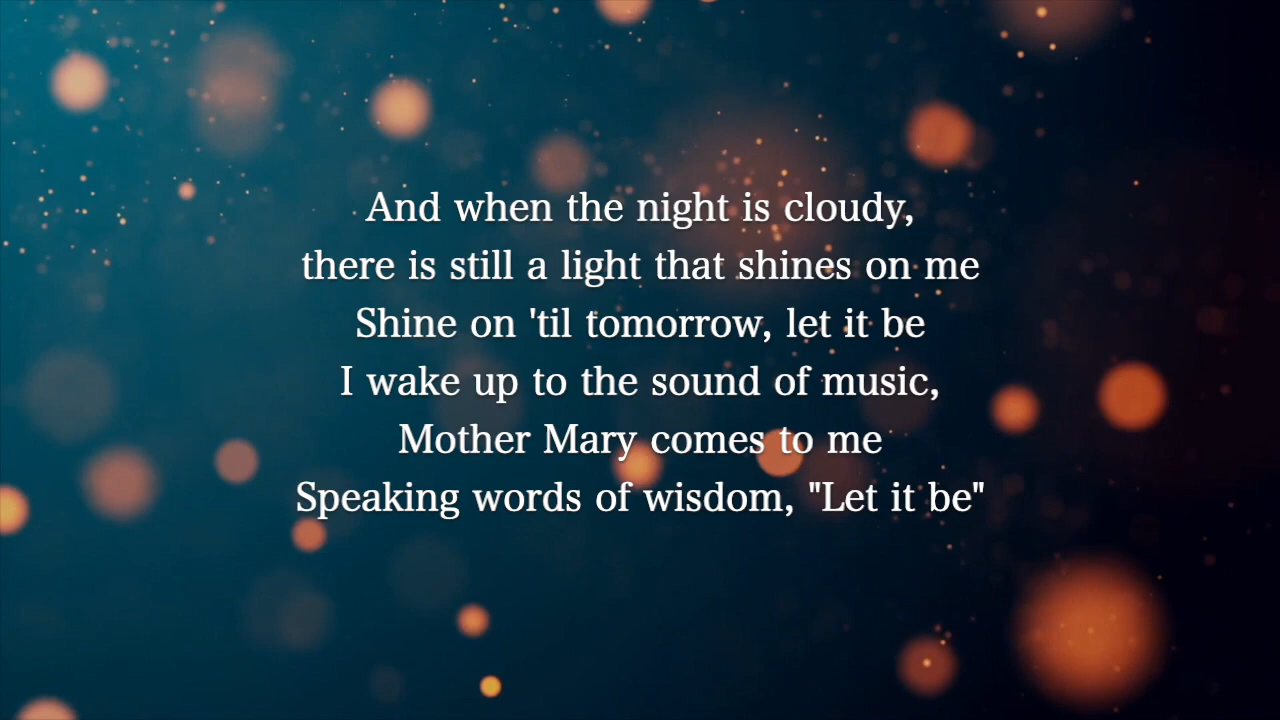 And when the night is cloudy,
there is still a light that shines on me
Shine on 'til tomorrow, let it be
I wake up to the sound of music,
Mother Mary comes to me
Speaking words of wisdom, "Let it be"